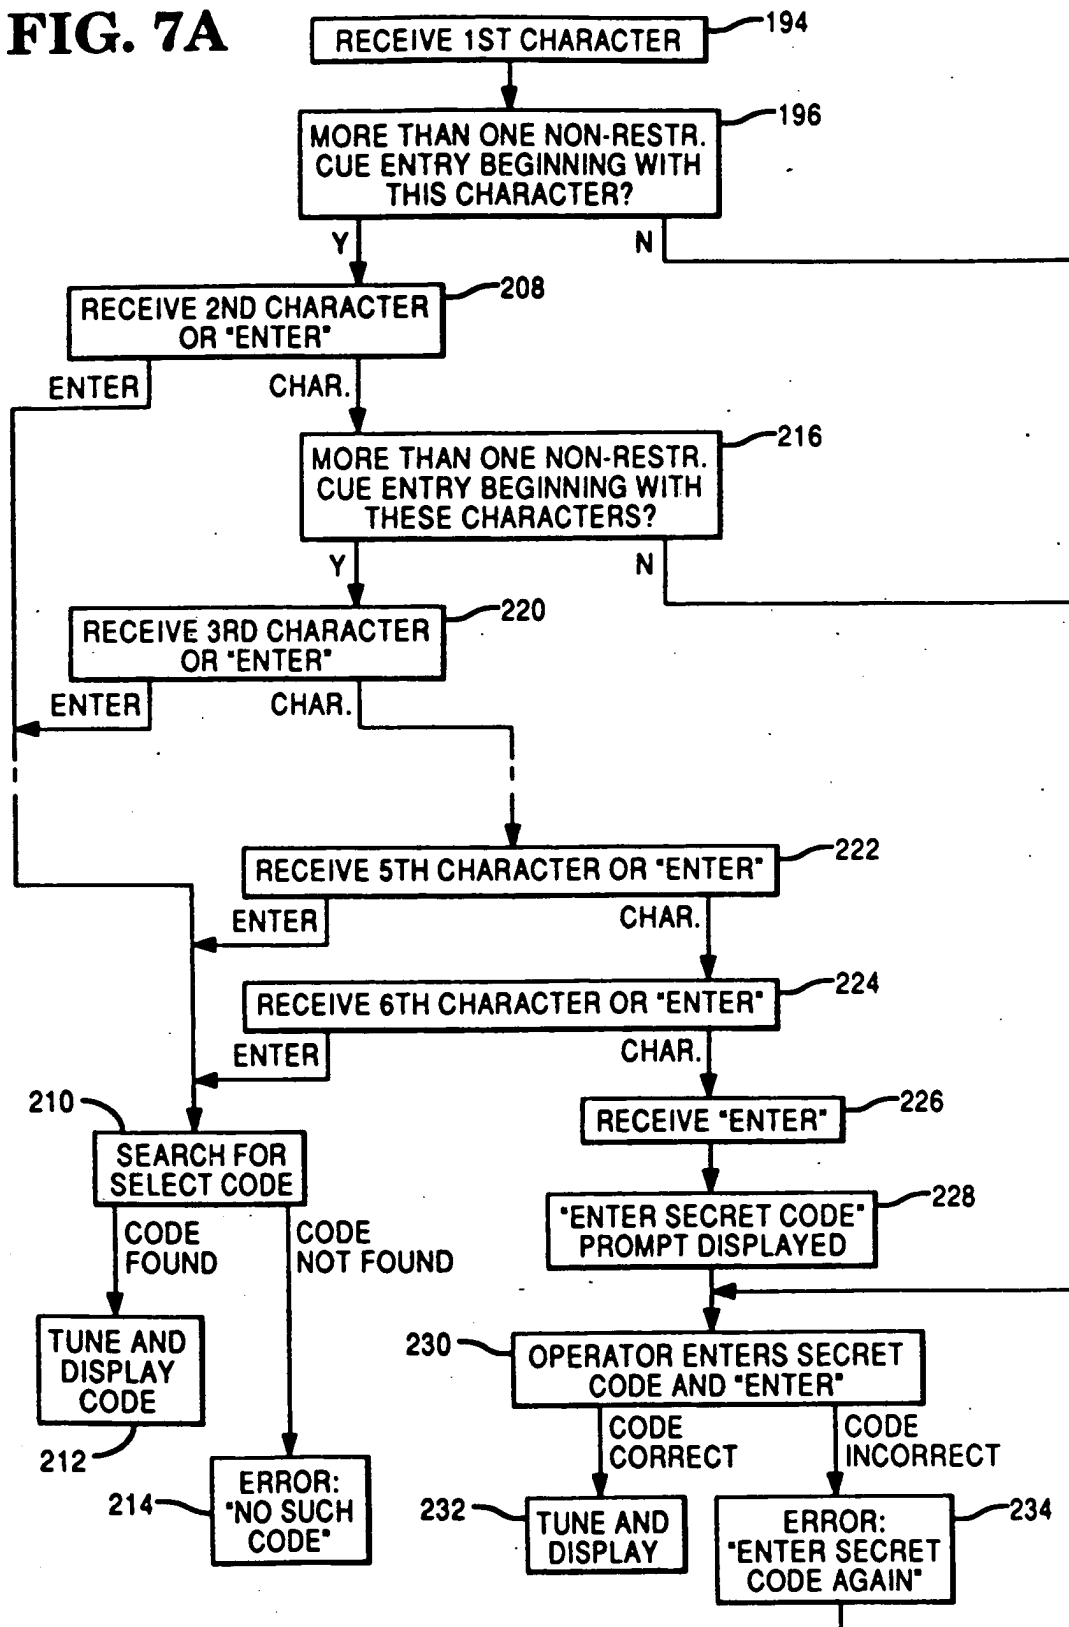 FIG. 7A
RECEIVE 1ST CHARACTER
194
MORE THAN ONE NON-RESTR.
CUE ENTRY BEGINNING WITH
THIS CHARACTER?
196
Y
N
RECEIVE 2ND CHARACTER
OR "ENTER"
208
ENTER
CHAR.
MORE THAN ONE NON-RESTR.
CUE ENTRY BEGINNING WITH
THESE CHARACTERS?
216
Y
N
RECEIVE 3RD CHARACTER
OR "ENTER"
220
ENTER
CHAR.
RECEIVE 5TH CHARACTER OR "ENTER"
222
ENTER
CHAR.
RECEIVE 6TH CHARACTER OR "ENTER"
224
ENTER
CHAR.
210
SEARCH FOR
SELECT CODE
RECEIVE "ENTER"
226
"ENTER SECRET CODE"
PROMPT DISPLAYED
228
CODE
FOUND
CODE
NOT FOUND
TUNE AND
DISPLAY
CODE
212
ERROR:
"NO SUCH
CODE"
214
230
OPERATOR ENTERS SECRET
CODE AND "ENTER"
CODE
CORRECT
CODE
INCORRECT
232
TUNE AND
DISPLAY
ERROR:
"ENTER SECRET
CODE AGAIN"
234